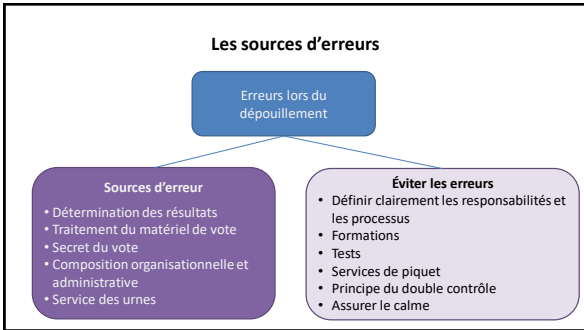 Les sources d'erreurs
Erreurs lors du
dépouillement
Sources d'erreur
• Détermination des résultats
• Traitement du matériel de vote
• Secret du vote
• Composition organisationnelle et
administrative
• Service des urnes
Éviter les erreurs
• Définir clairement les responsabilités et
les processus
• Formations
• Tests
• Services de piquet
• Principe du double contrôle
• Assurer le calme